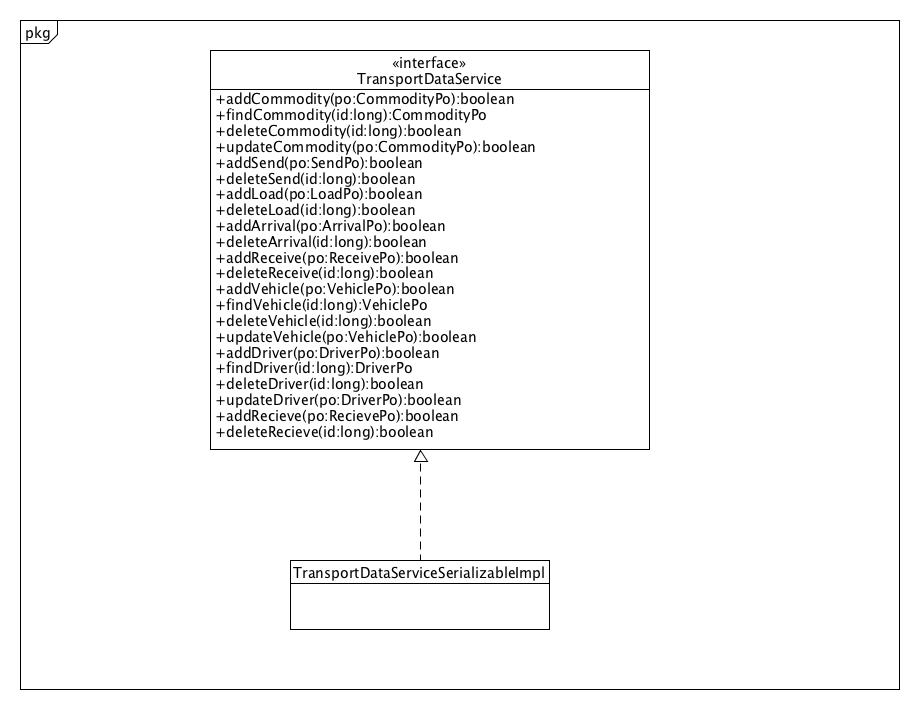 pkg
«interface»
TransportDataService
+addCommodity(po:CommodityPo):boolean
+findCommodity(id:long):CommodityPo
+deleteCommodity(id:long):boolean
+updateCommodity(po:CommodityPo):boolean
+addSend(po:SendPo):boolean
+deleteSend(id:long):boolean
+addLoad(po:LoadPo):boolean
+deleteLoad(id:long):boolean
+addArrival(po:ArrivalPo):boolean
+deleteArrival(id:long):boolean
+addReceive(po:ReceivePo):boolean
+deleteReceive(id:long):boolean
+addVehicle(po:VehiclePo):boolean
+findVehicle(id:long):VehiclePo
+deleteVehicle(id:long):boolean
+updateVehicle(po:VehiclePo):boolean
+addDriver(po:DriverPo):boolean
+findDriver(id:long):DriverPo
+deleteDriver(id:long):boolean
+updateDriver(po:DriverPo):boolean
+addRecieve(po:RecievePo):boolean
+deleteRecieve(id:long):boolean
TransportDataServiceSerializableImpl